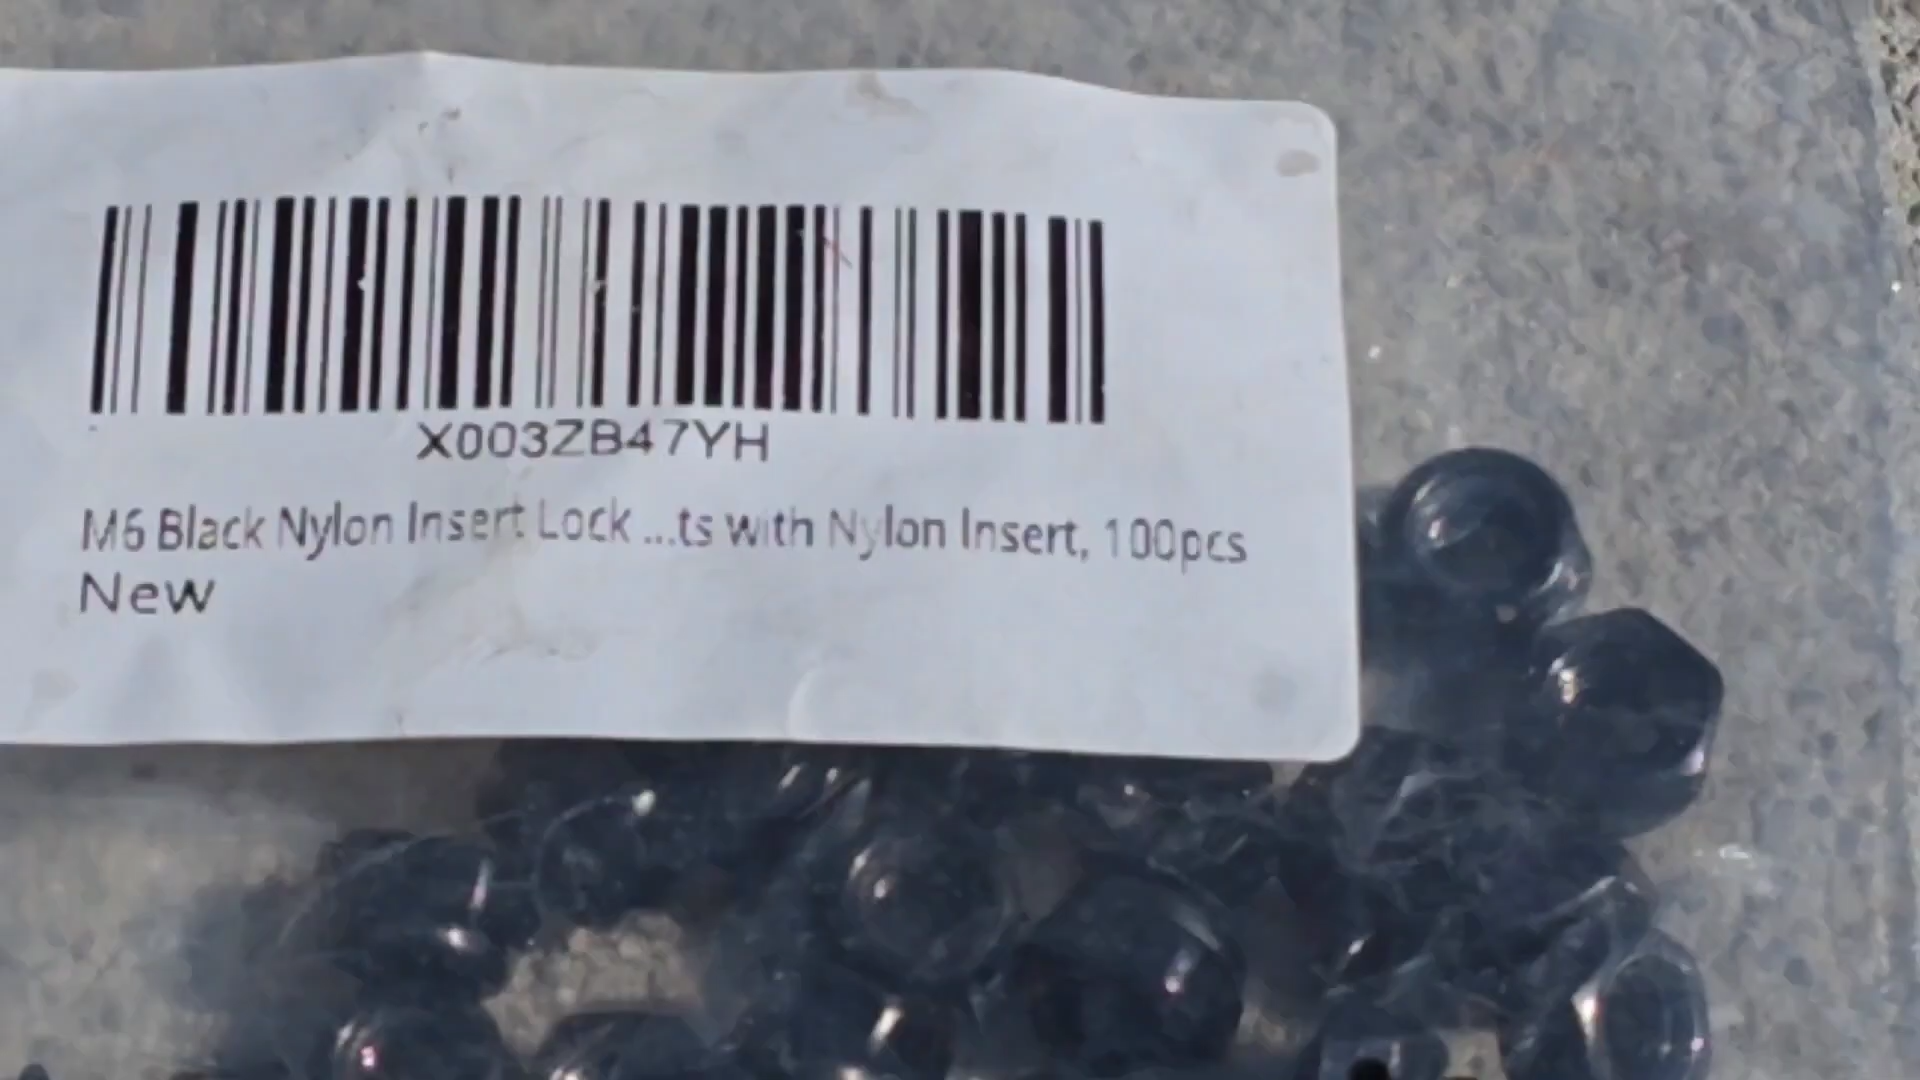 X003ZB47YH
M6 Black Nylon Insert Lock ...ts with Nylon Insert, 100pcs
New